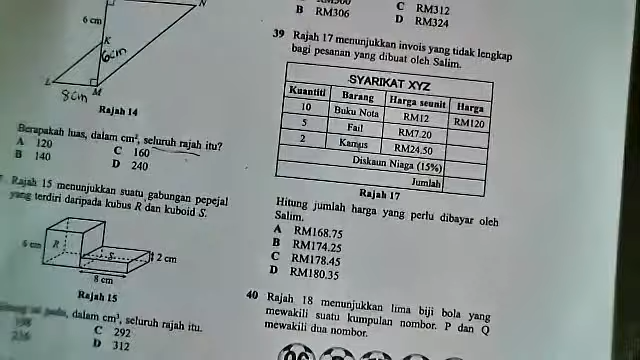 N
6 cm
K
6cm
L
M
8cm
Rajah 14
Berapakah luas, dalam cm², seluruh rajah itu?
A 120
C 160
B 140
D 240
Rajah 15 menunjukkan suatu gabungan pepejal
yang terdiri daripada kubus R dan kuboid S.
6 cm
R
S
2 cm
8 cm
Rajah 15
dalam cm³, seluruh rajah itu.
C 292
D 312
B RM306
C RM312
D RM324
39 Rajah 17 menunjukkan invois yang tidak lengkap
bagi pesanan yang dibuat oleh Salim.
SYARIKAT XYZ
Kuantiti Barang Harga seunit Harga
10 Buku Nota RM12 RM120
5 Fail RM7.20
2 Kamus RM24.50
Diskaun Niaga (15%)
Jumlah
Rajah 17
Hitung jumlah harga yang perlu dibayar oleh
Salim.
A RM168.75
B RM174.25
C RM178.45
D RM180.35
40 Rajah 18 menunjukkan lima biji bola yang
mewakili suatu kumpulan nombor. P dan Q
mewakili dua nombor.